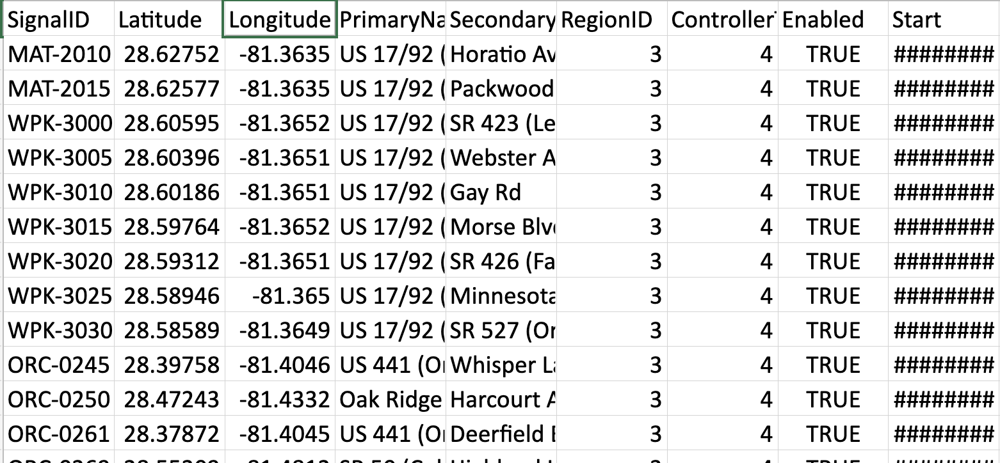 SignalID Latitude Longitude PrimaryNa Secondary RegionID Controller Enabled Start
MAT-2010 28.62752 -81.3635 US 17/92 ( Horatio Av 3 4 TRUE ########
MAT-2015 28.62577 -81.3635 US 17/92 ( Packwood 3 4 TRUE ########
WPK-3000 28.60595 -81.3652 US 17/92 ( SR 423 (Le 3 4 TRUE ########
WPK-3005 28.60396 -81.3651 US 17/92 ( Webster A 3 4 TRUE ########
WPK-3010 28.60186 -81.3651 US 17/92 ( Gay Rd 3 4 TRUE ########
WPK-3015 28.59764 -81.3652 US 17/92 ( Morse Blv 3 4 TRUE ########
WPK-3020 28.59312 -81.3651 US 17/92 ( SR 426 (Fa 3 4 TRUE ########
WPK-3025 28.58946 -81.365 US 17/92 ( Minnesota 3 4 TRUE ########
WPK-3030 28.58589 -81.3649 US 17/92 ( SR 527 (Or 3 4 TRUE ########
ORC-0245 28.39758 -81.4046 US 441 (Or Whisper La 3 4 TRUE ########
ORC-0250 28.47243 -81.4332 Oak Ridge Harcourt A 3 4 TRUE ########
ORC-0261 28.37872 -81.4045 US 441 (Or Deerfield 3 4 TRUE ########